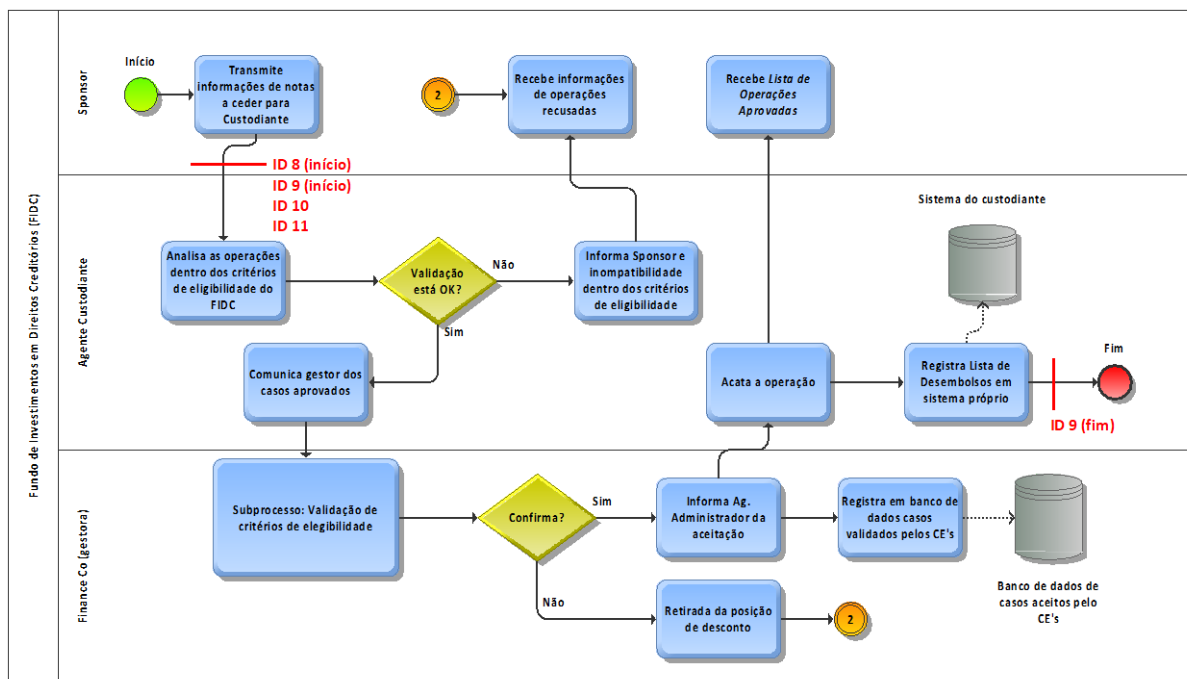 Fundo de Investimentos em Direitos Creditórios (FIDC)
Sponsor
Início
Transmite
informações de notas
a ceder para
Custodiante
2
Recebe informações
de operações
recusadas
Recebe Lista de
Operações
Aprovadas
ID 8 (início)
ID 9 (início)
ID 10
ID 11
Agente Custodiante
Analisa as operações
dentro dos critérios
de eligibilidade do
FIDC
Validação
está OK?
Não
Sim
Informa Sponsor e
inompatibilidade
dentro dos critérios
de eligibilidade
Sistema do custodiante
Comunica gestor dos
casos aprovados
Acata a operação
Registra Lista de
Desembolsos em
sistema próprio
Fim
ID 9 (fim)
Finance Co (gestora)
Subprocesso: Validação de
critérios de elegibilidade
Confirma?
Sim
Não
Informa Ag.
Administrador da
aceitação
Registra em banco de
dados casos
validados pelos CE's
Banco de dados de
casos aceitos pelo
CE's
Retirada da posição
de desconto
2